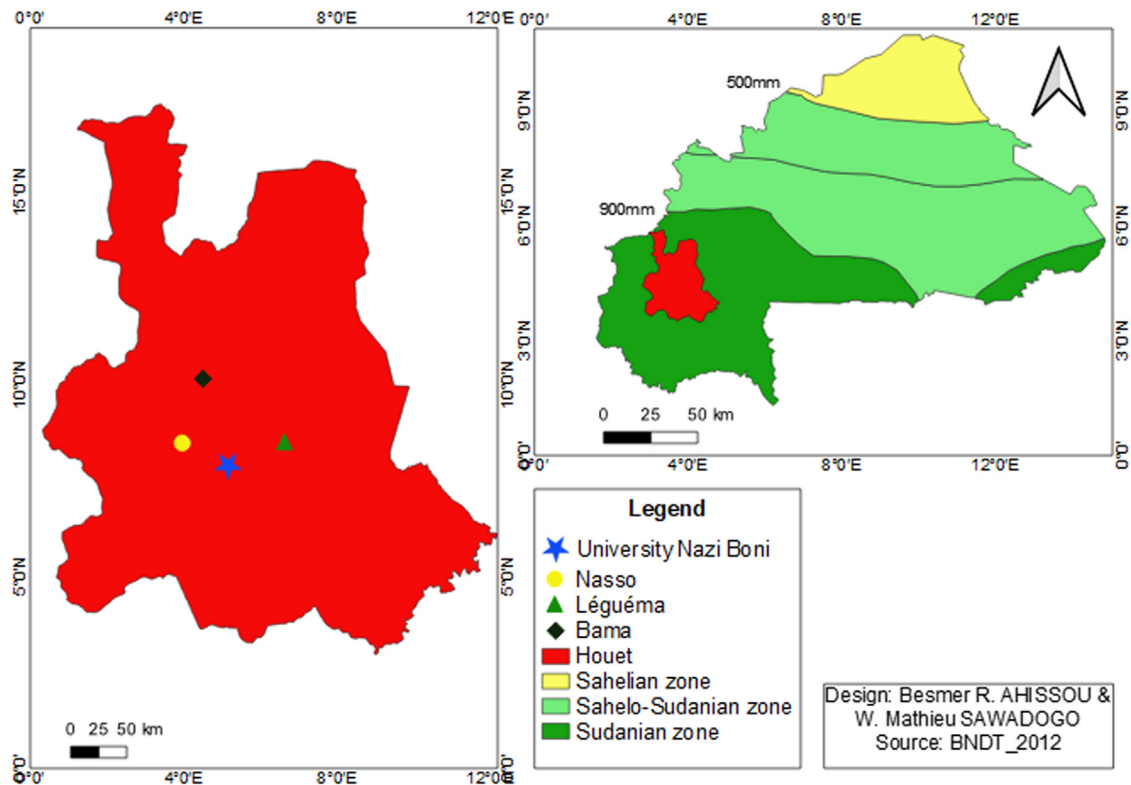 0°0' 4°0'E 8°0'E 12°0'E
15°0'N
10°0'N
5°0'N
0°0'
15°0'N
10°0'N
5°0'N
0°0'
0 25 50 km
0°0' 4°0'E 8°0'E 12°0'E
0°0' 4°0'E 8°0'E 12°0'E
9°0'N
6°0'N
3°0'N
0°0'
500mm
900mm
9°0'N
6°0'N
3°0'N
0°0'
0 25 50 km
0°0' 4°0'E 8°0'E 12°0'E
Legend
University Nazi Boni
Nasso
Léguéma
Bama
Houet
Sahelian zone
Sahelo-Sudanian zone
Sudanian zone
Design: Besmer R. AHISSOU &
W. Mathieu SAWADOGO
Source: BNDT_2012